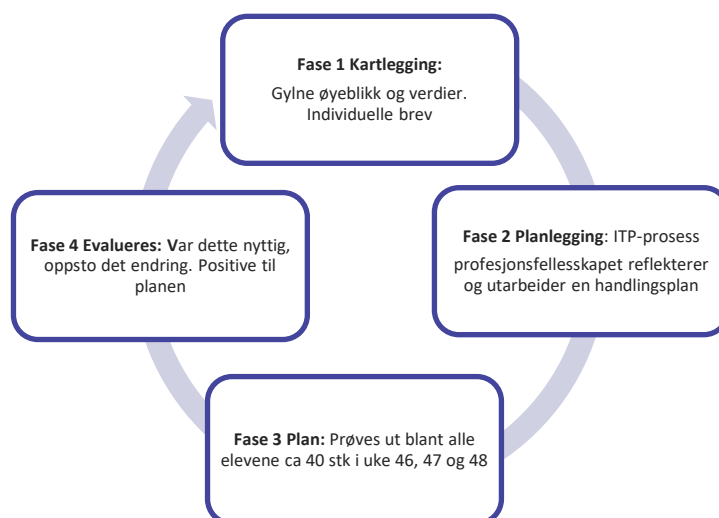 Fase 1 Kartlegging:
Gylne øyeblikk og verdier.
Individuelle brev
Fase 2 Planlegging: ITP-prosess
profesjonsfellesskapet reflekterer
og utarbeider en handlingsplan
Fase 3 Plan: Prøves ut blant alle
elevene ca 40 stk i uke 46, 47 og 48
Fase 4 Evalueres: Var dette nyttig,
oppsto det endring. Positive til
planen